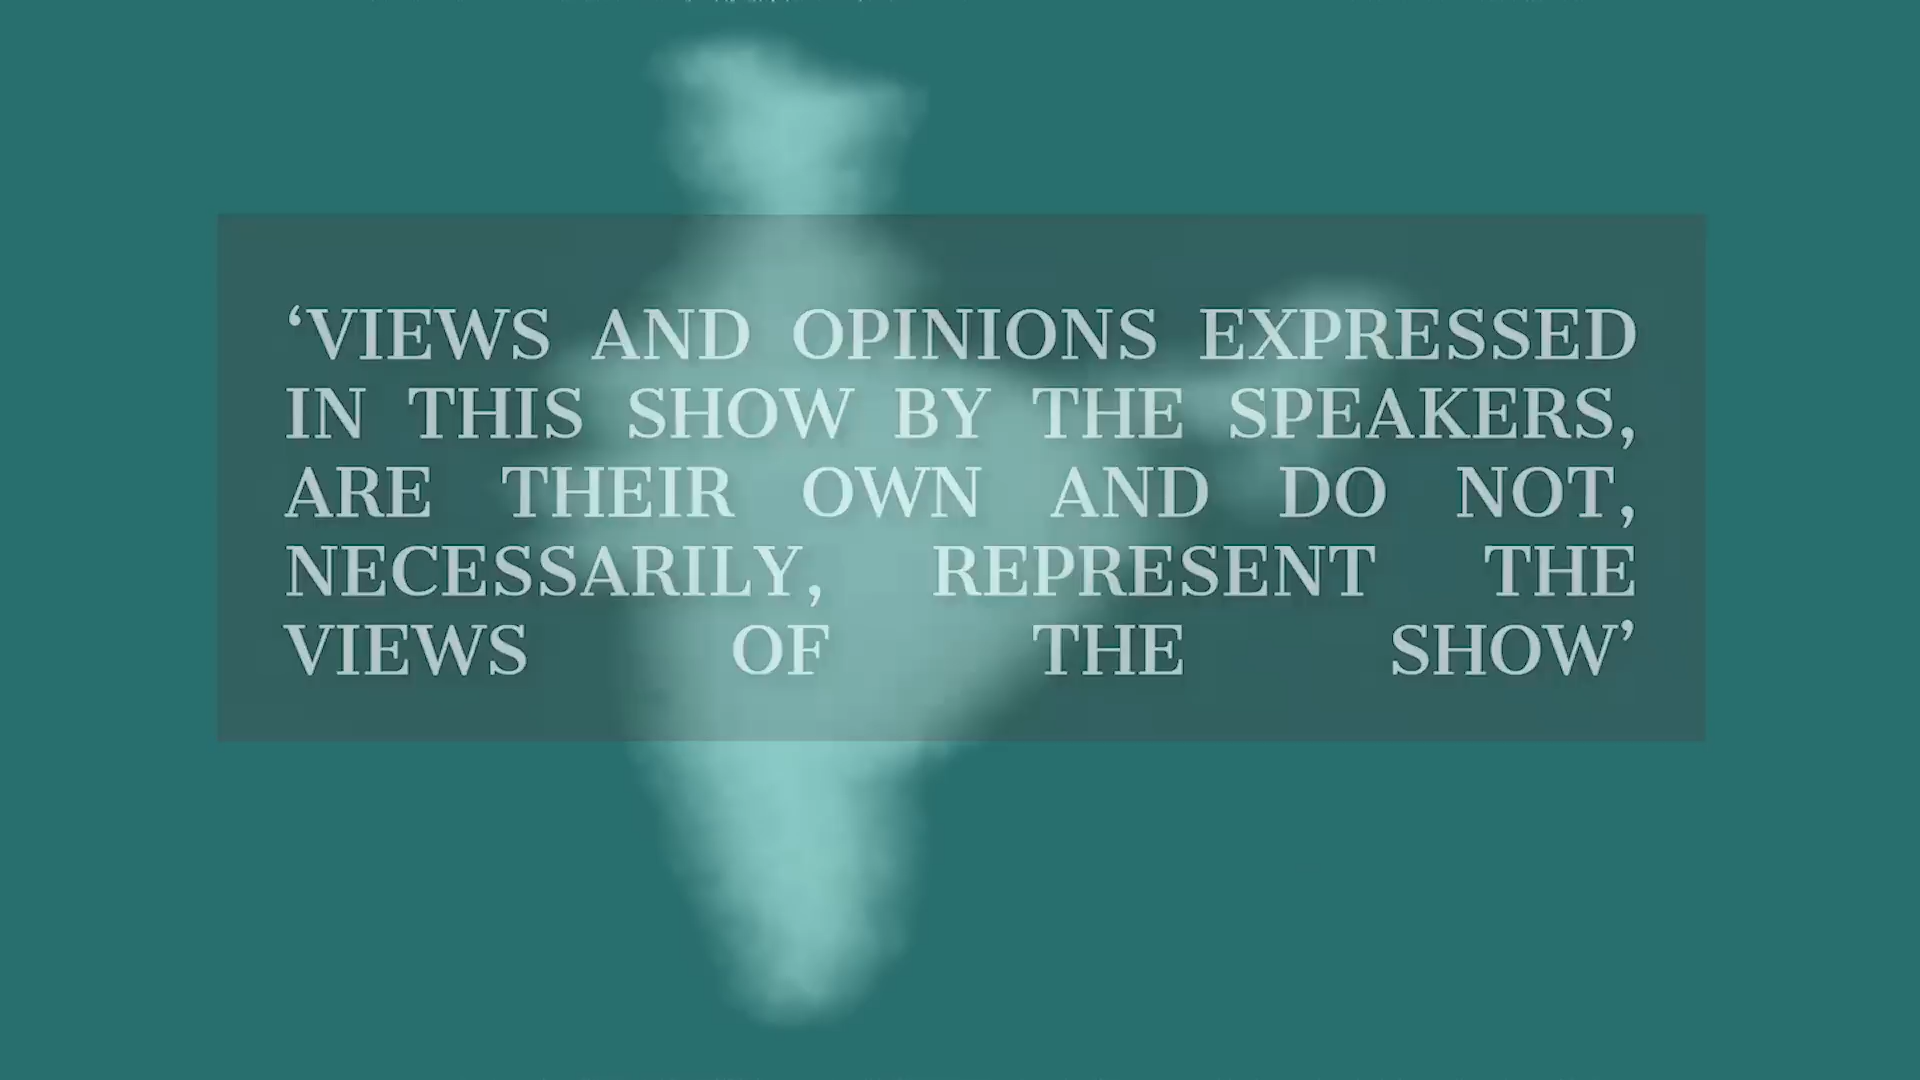 ‘VIEWS AND OPINIONS EXPRESSED
IN THIS SHOW BY THE SPEAKERS,
ARE THEIR OWN AND DO NOT,
NECESSARILY, REPRESENT THE
VIEWS OF THE SHOW’